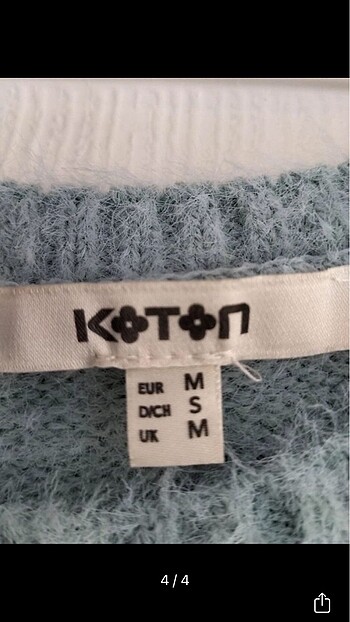 KOTON
EUR M
D/CH S
UK M
4 / 4